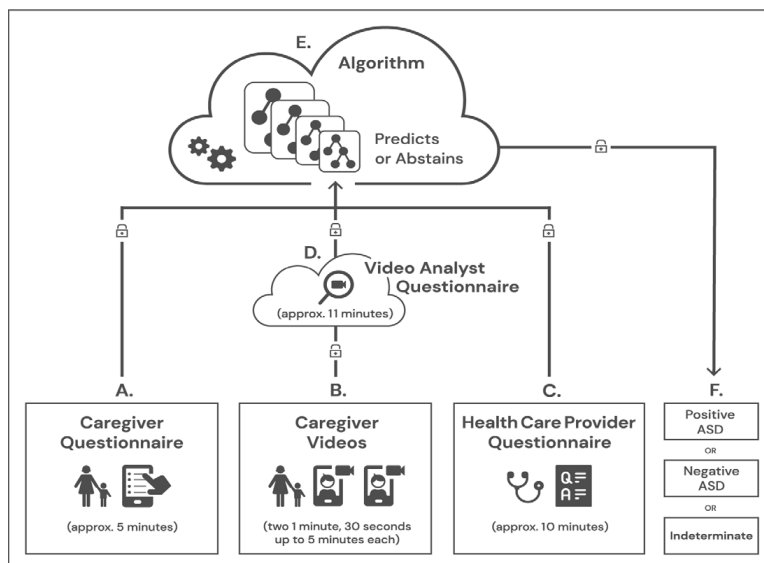 E.
Algorithm
Predicts
or Abstains
D.
Video Analyst
Questionnaire
(approx. 11 minutes)
A.
Caregiver
Questionnaire
(approx. 5 minutes)
B.
Caregiver
Videos
(two 1 minute, 30 seconds
up to 5 minutes each)
C.
Health Care Provider
Questionnaire
Q
A
(approx. 10 minutes)
F.
Positive
ASD
OR
Negative
ASD
OR
Indeterminate